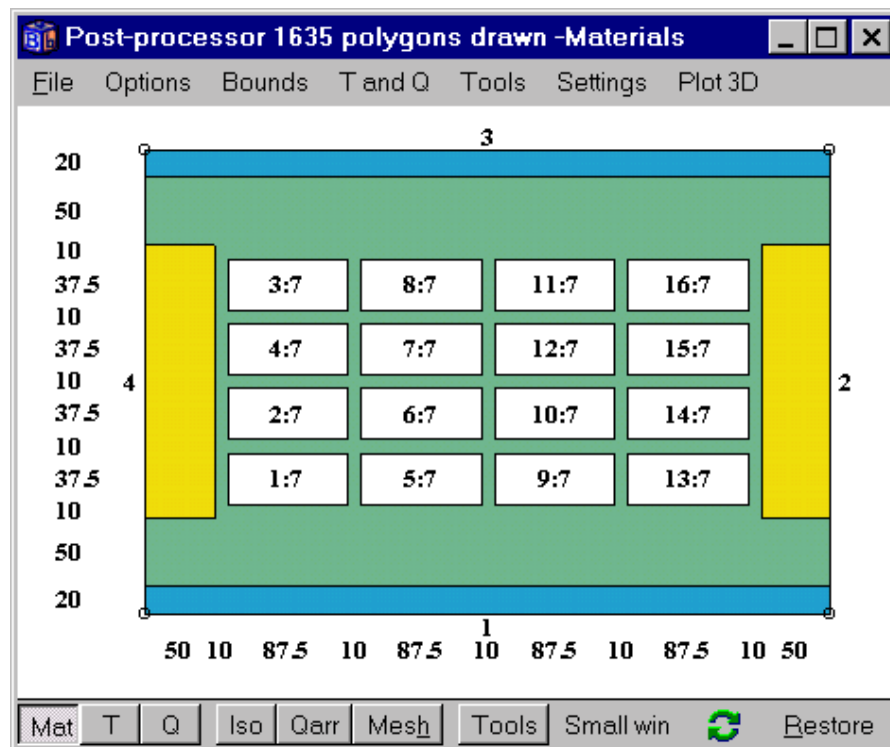 Post-processor 1635 polygons drawn -Materials
File Options Bounds T and Q Tools Settings Plot 3D
3
20
50
10
37.5 3:7 8:7 11:7 16:7
10
37.5 4:7 7:7 12:7 15:7
10 4 2
37.5 2:7 6:7 10:7 14:7
10
37.5 1:7 5:7 9:7 13:7
10
50
20
1
50 10 87.5 10 87.5 10 87.5 10 87.5 10 50
Mat T Q Iso Qarr Mesh Tools Small win Restore